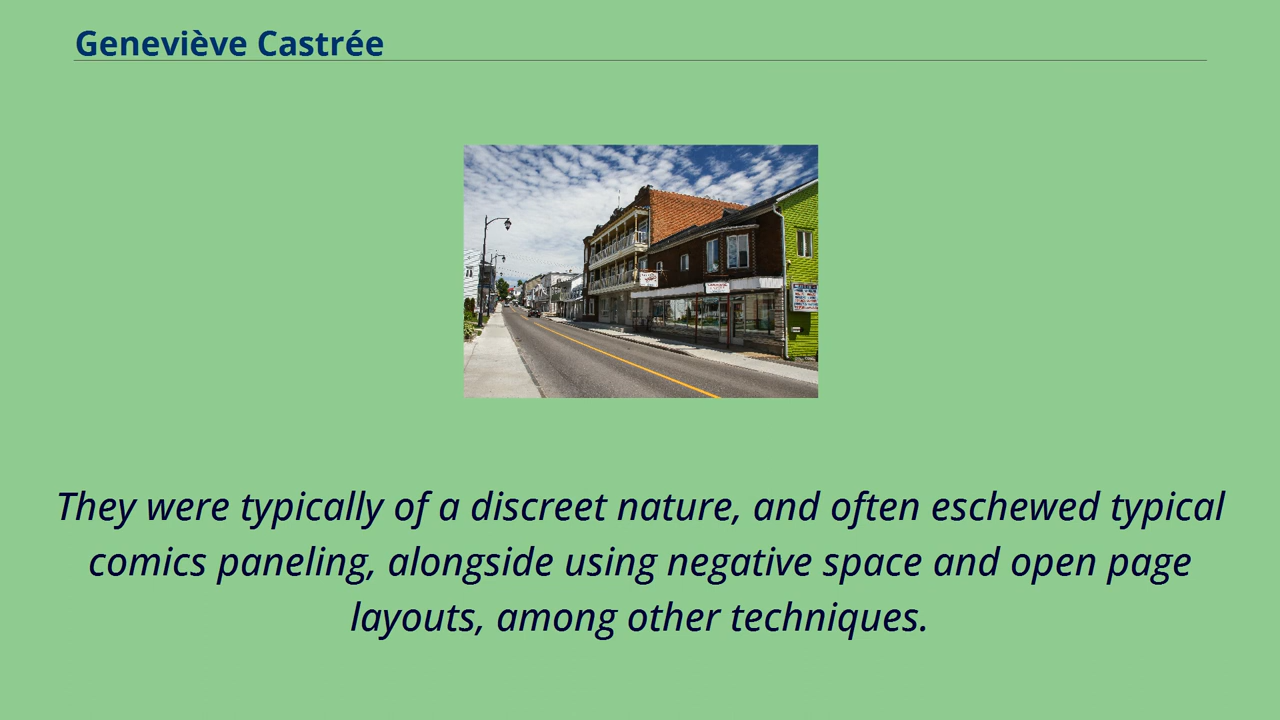 Geneviève Castrée
They were typically of a discreet nature, and often eschewed typical
comics paneling, alongside using negative space and open page
layouts, among other techniques.